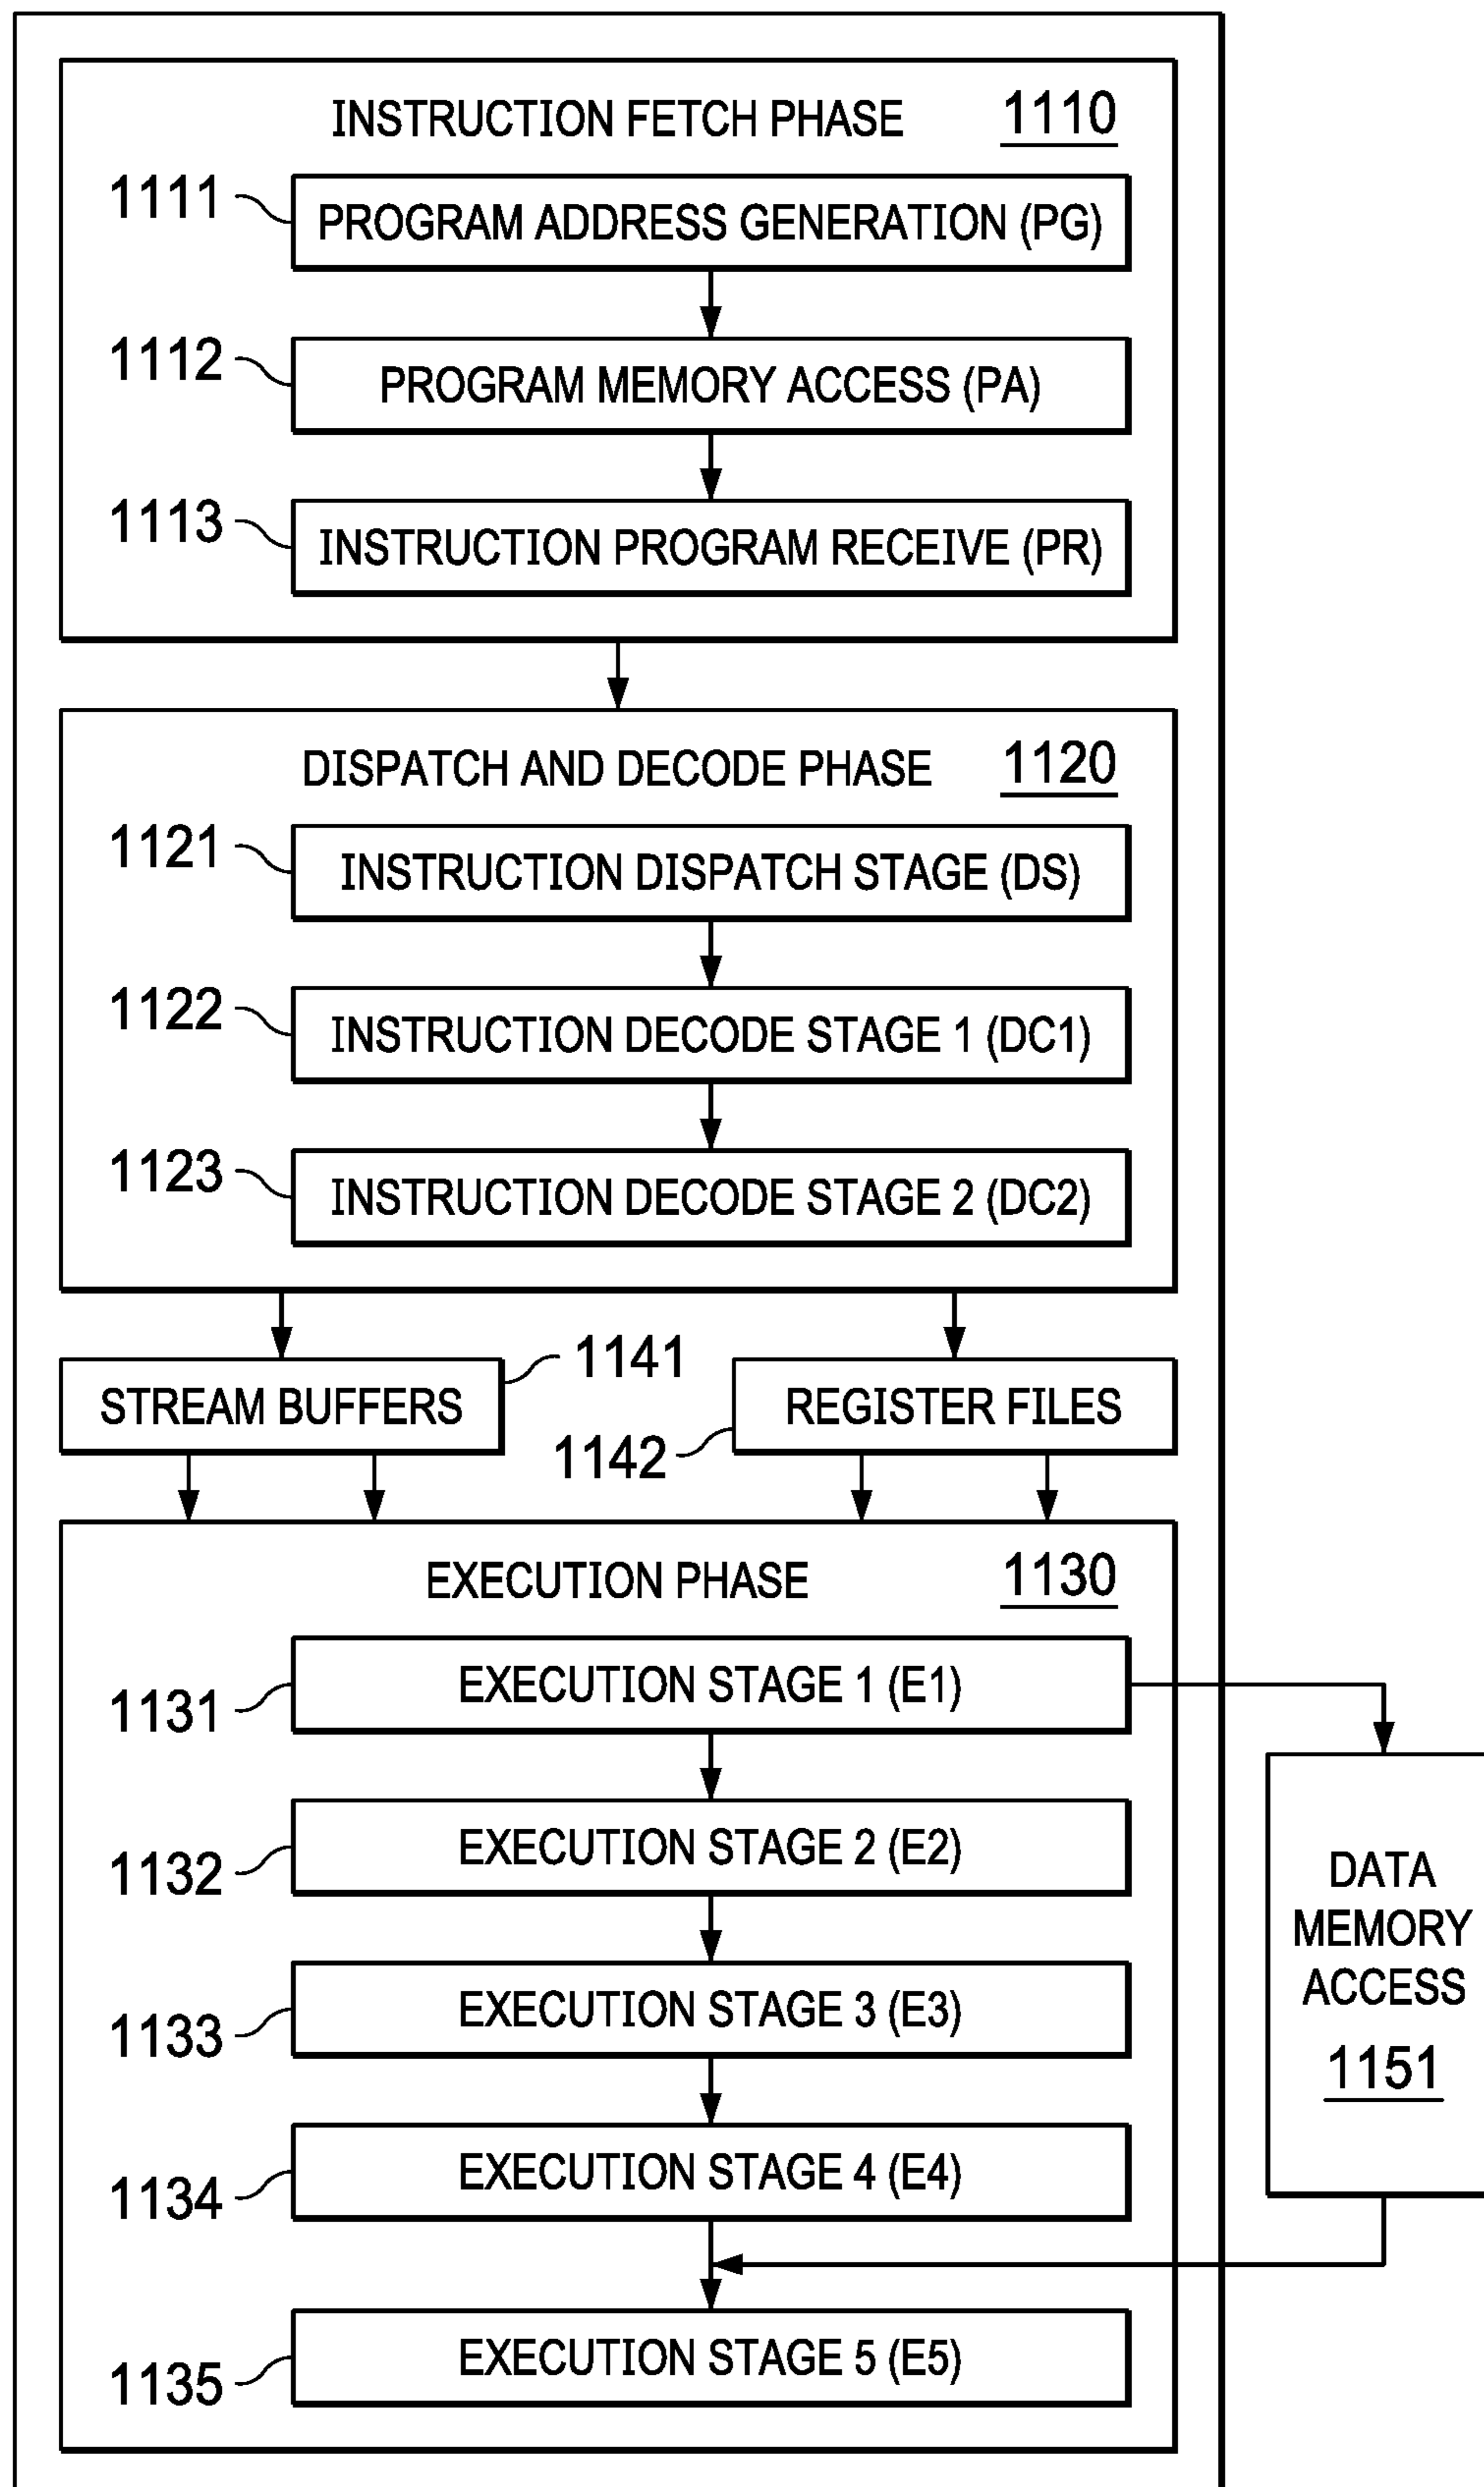 INSTRUCTION FETCH PHASE 1110
1111 PROGRAM ADDRESS GENERATION (PG)
1112 PROGRAM MEMORY ACCESS (PA)
1113 INSTRUCTION PROGRAM RECEIVE (PR)
DISPATCH AND DECODE PHASE 1120
1121 INSTRUCTION DISPATCH STAGE (DS)
1122 INSTRUCTION DECODE STAGE 1 (DC1)
1123 INSTRUCTION DECODE STAGE 2 (DC2)
1141
STREAM BUFFERS
REGISTER FILES
1142
EXECUTION PHASE 1130
1131 EXECUTION STAGE 1 (E1)
1132 EXECUTION STAGE 2 (E2)
1133 EXECUTION STAGE 3 (E3)
1134 EXECUTION STAGE 4 (E4)
1135 EXECUTION STAGE 5 (E5)
DATA
MEMORY
ACCESS
1151